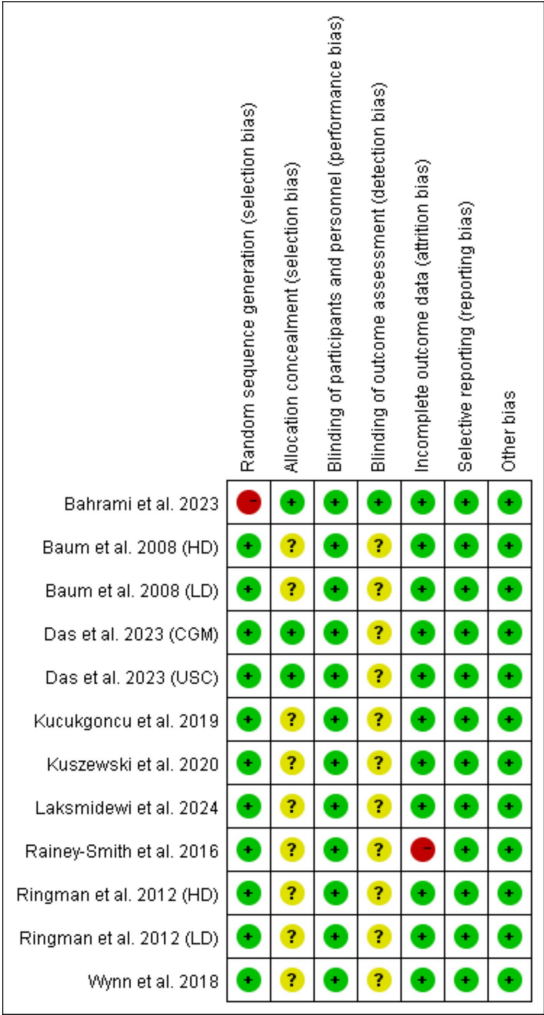 Random sequence generation (selection bias)
Allocation concealment (selection bias)
Blinding of participants and personnel (performance bias)
Blinding of outcome assessment (detection bias)
Incomplete outcome data (attrition bias)
Selective reporting (reporting bias)
Other bias
Bahrami et al. 2023 - + + + + + +
Baum et al. 2008 (HD) + ? + ? + + +
Baum et al. 2008 (LD) + ? + ? + + +
Das et al. 2023 (CGM) + + + ? + + +
Das et al. 2023 (USC) + + + ? + + +
Kucukgoncu et al. 2019 + ? + ? + + +
Kuszewski et al. 2020 + ? + ? + + +
Laksmidewi et al. 2024 + ? + ? + + +
Rainey-Smith et al. 2016 + ? + ? - + +
Ringman et al. 2012 (HD) + ? + ? + + +
Ringman et al. 2012 (LD) + ? + ? + + +
Wynn et al. 2018 + ? + ? + + +